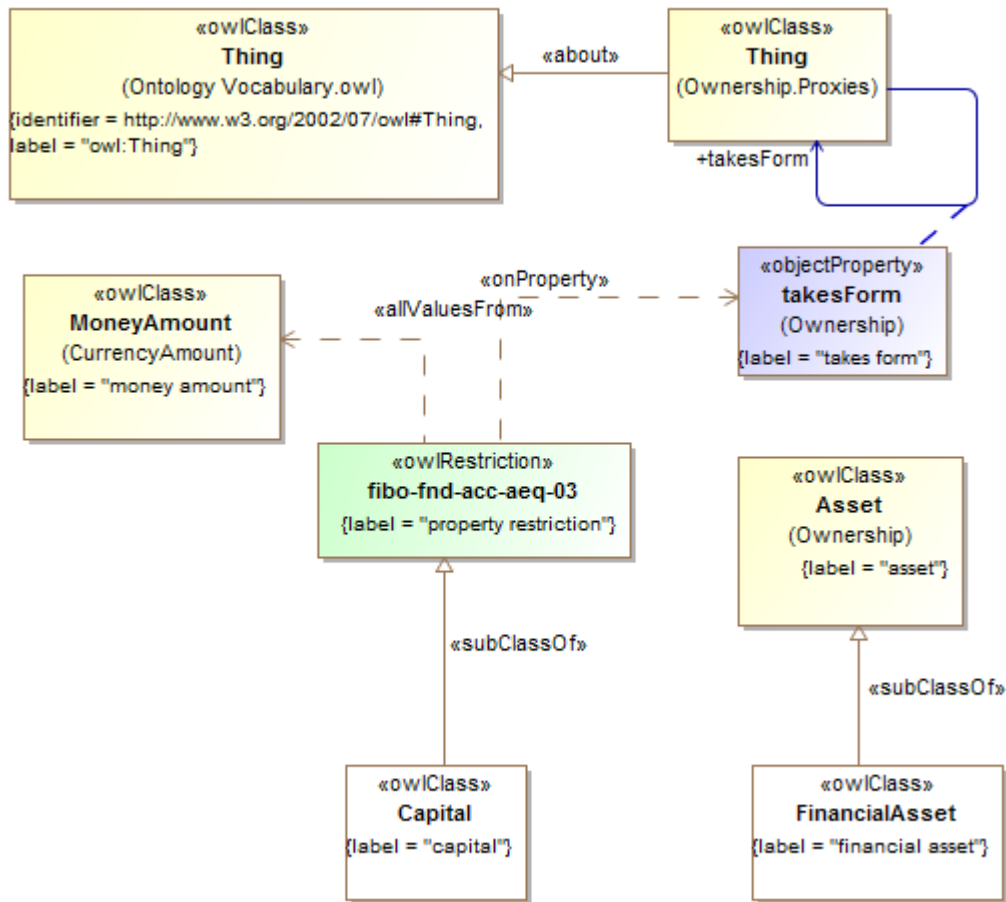 «owlClass»
Thing
(Ontology Vocabulary.owl)
{identifier = http://www.w3.org/2002/07/owl#Thing,
label = "owl:Thing"}
«about»
«owlClass»
Thing
(Ownership.Proxies)
+takesForm
«owlClass»
MoneyAmount
(CurrencyAmount)
{label = "money amount"}
«onProperty»
«allValuesFrom»
«objectProperty»
takesForm
(Ownership)
{label = "takes form"}
«owlRestriction»
fibo-fnd-acc-aeq-03
{label = "property restriction"}
«owlClass»
Asset
(Ownership)
{label = "asset"}
«subClassOf»
«subClassOf»
«owlClass»
Capital
{label = "capital"}
«owlClass»
FinancialAsset
{label = "financial asset"}